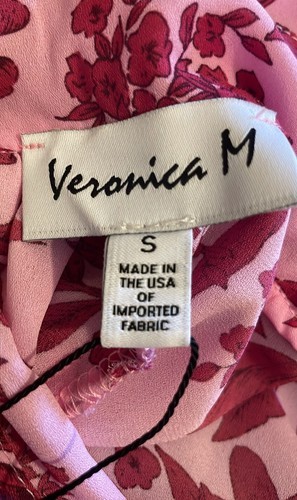 Veronica M
S
MADE IN
THE USA
OF
IMPORTED
FABRIC